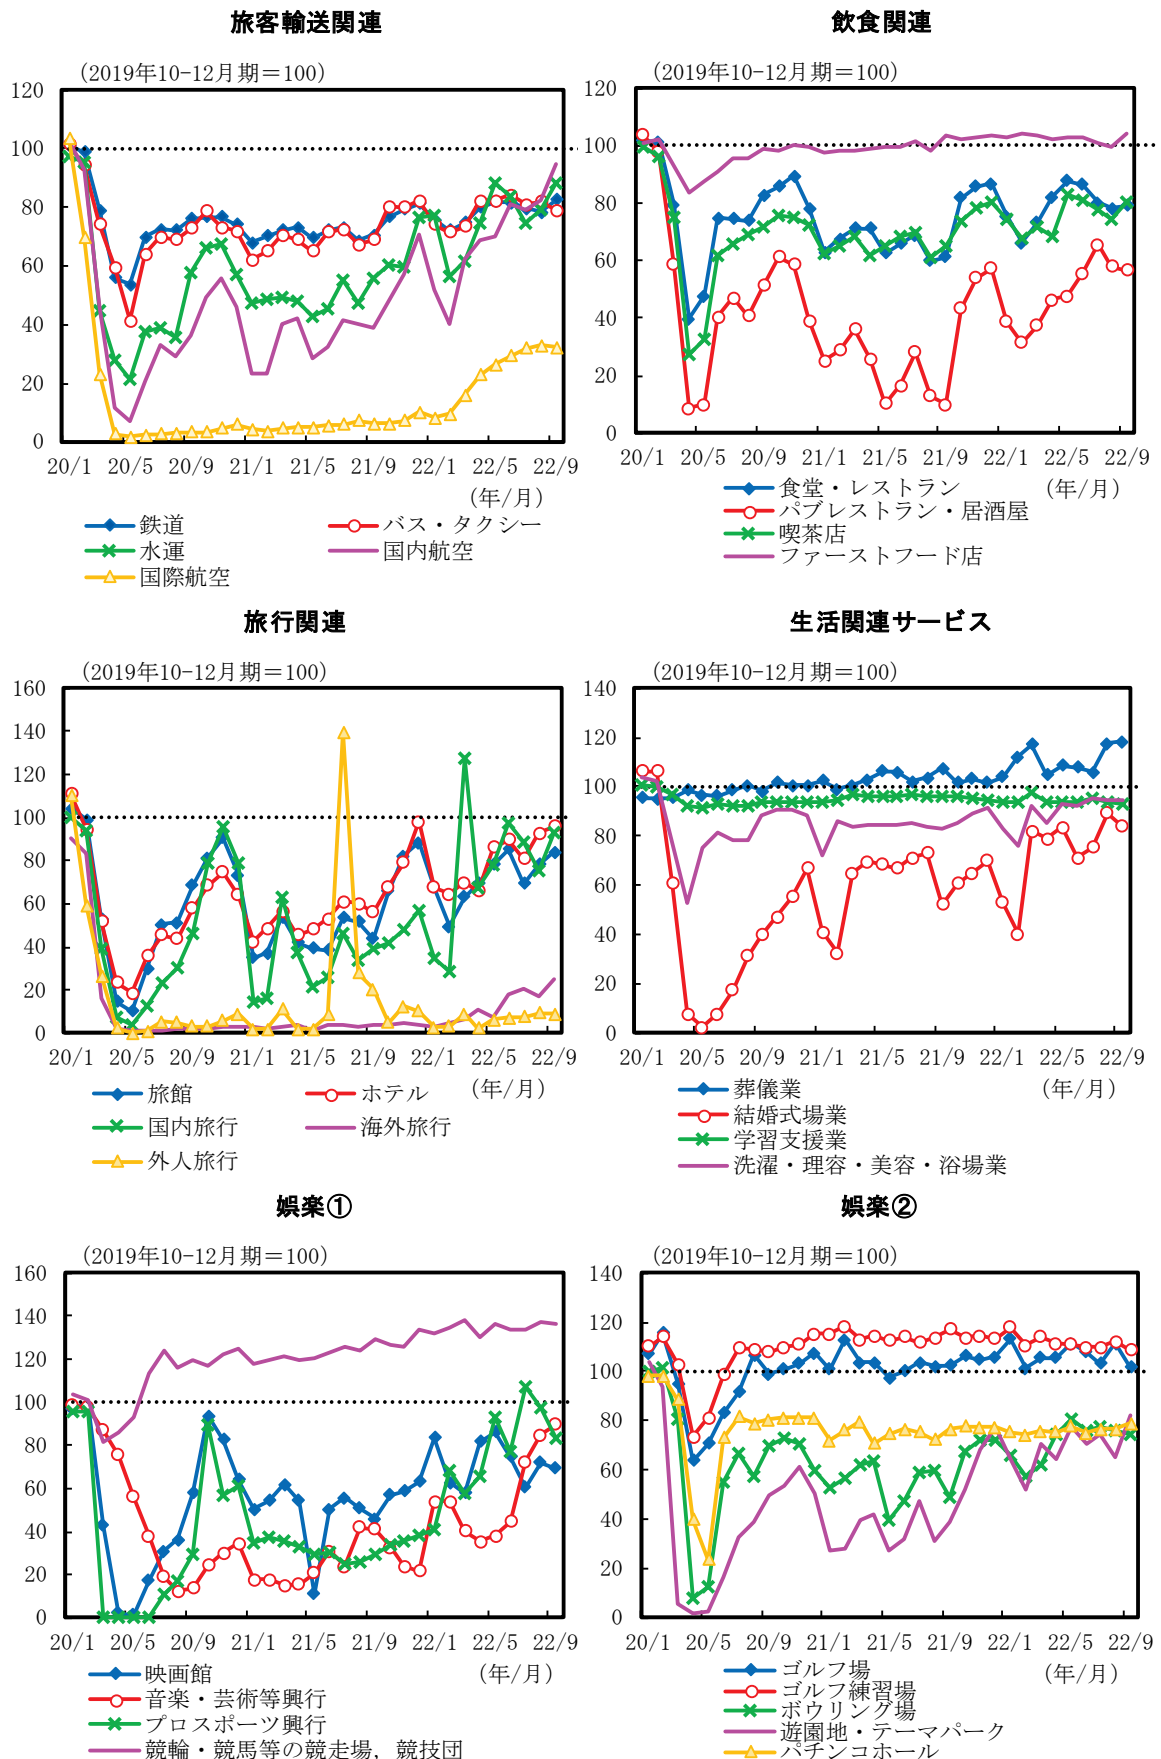 旅客輸送関連
(2019年10-12月期＝100)
120
100
80
60
40
20
0
20/1 20/5 20/9 21/1 21/5 21/9 22/1 22/5 22/9
(年/月)
鉄道 バス・タクシー
水運 国内航空
国際航空
飲食関連
(2019年10-12月期＝100)
120
100
80
60
40
20
0
20/1 20/5 20/9 21/1 21/5 21/9 22/1 22/5 22/9
(年/月)
食堂・レストラン
パブレストラン・居酒屋
喫茶店
ファーストフード店
旅行関連
(2019年10-12月期＝100)
160
140
120
100
80
60
40
20
0
20/1 20/5 20/9 21/1 21/5 21/9 22/1 22/5 22/9
(年/月)
旅館 ホテル
国内旅行 海外旅行
外人旅行
生活関連サービス
(2019年10-12月期＝100)
140
120
100
80
60
40
20
0
20/1 20/5 20/9 21/1 21/5 21/9 22/1 22/5 22/9
(年/月)
葬儀業
結婚式場業
学習支援業
洗濯・理容・美容・浴場業
娯楽①
(2019年10-12月期＝100)
160
140
120
100
80
60
40
20
0
20/1 20/5 20/9 21/1 21/5 21/9 22/1 22/5 22/9
(年/月)
映画館
音楽・芸術等興行
プロスポーツ興行
競輪・競馬等の競走場，競技団
娯楽②
(2019年10-12月期＝100)
140
120
100
80
60
40
20
0
20/1 20/5 20/9 21/1 21/5 21/9 22/1 22/5 22/9
(年/月)
ゴルフ場
ゴルフ練習場
ボウリング場
遊園地・テーマパーク
パチンコホール